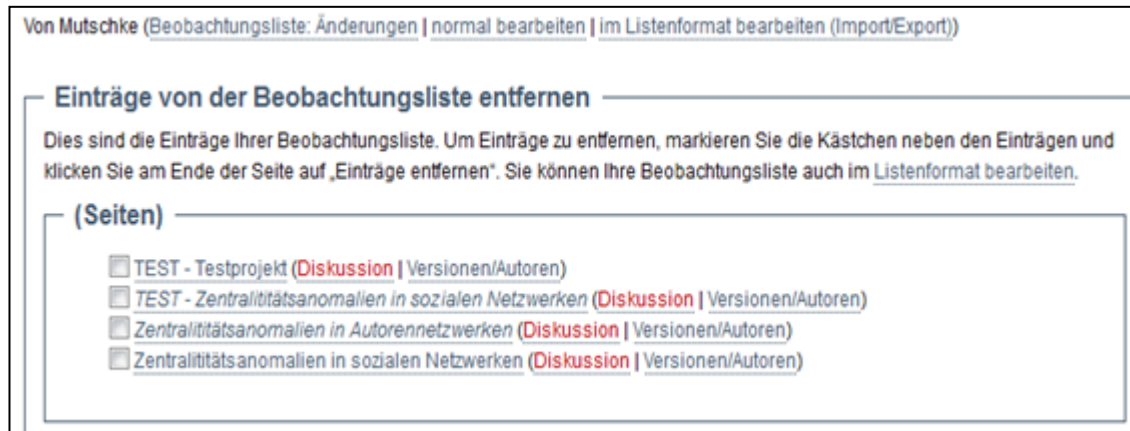 Von Mutschke (Beobachtungsliste: Änderungen | normal bearbeiten | im Listenformat bearbeiten (Import/Export))
Einträge von der Beobachtungsliste entfernen
Dies sind die Einträge Ihrer Beobachtungsliste. Um Einträge zu entfernen, markieren Sie die Kästchen neben den Einträgen und
klicken Sie am Ende der Seite auf „Einträge entfernen“. Sie können Ihre Beobachtungsliste auch im Listenformat bearbeiten.
(Seiten)
TEST - Testprojekt (Diskussion | Versionen/Autoren)
TEST - Zentralititätsanomalien in sozialen Netzwerken (Diskussion | Versionen/Autoren)
Zentralititätsanomalien in Autorennetzwerken (Diskussion | Versionen/Autoren)
Zentralititätsanomalien in sozialen Netzwerken (Diskussion | Versionen/Autoren)